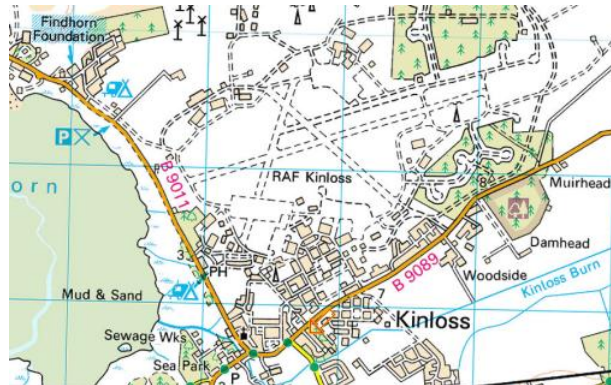 Findhorn
Foundation
P
B 9011
RAF Kinloss
8
Muirhead
orn
3
PH
B 9089
Damhead
Woodside
Mud & Sand
7
Kinloss Burn
Kinloss
Sewage Wks
Sea Park
P